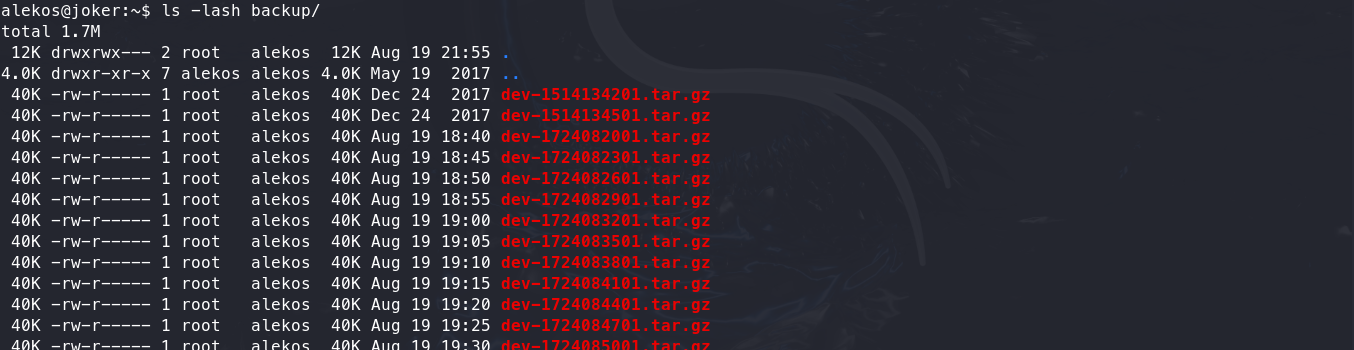 alekos@joker:~$ ls -lash backup/
total 1.7M
 12K drwxrwx--- 2 root   alekos  12K Aug 19 21:55 .
4.0K drwxr-xr-x 7 alekos alekos 4.0K May 19  2017 ..
 40K -rw-r----- 1 root   alekos  40K Dec 24  2017 dev-1514134201.tar.gz
 40K -rw-r----- 1 root   alekos  40K Dec 24  2017 dev-1514134501.tar.gz
 40K -rw-r----- 1 root   alekos  40K Aug 19 18:40 dev-1724082001.tar.gz
 40K -rw-r----- 1 root   alekos  40K Aug 19 18:45 dev-1724082301.tar.gz
 40K -rw-r----- 1 root   alekos  40K Aug 19 18:50 dev-1724082601.tar.gz
 40K -rw-r----- 1 root   alekos  40K Aug 19 18:55 dev-1724082901.tar.gz
 40K -rw-r----- 1 root   alekos  40K Aug 19 19:00 dev-1724083201.tar.gz
 40K -rw-r----- 1 root   alekos  40K Aug 19 19:05 dev-1724083501.tar.gz
 40K -rw-r----- 1 root   alekos  40K Aug 19 19:10 dev-1724083801.tar.gz
 40K -rw-r----- 1 root   alekos  40K Aug 19 19:15 dev-1724084101.tar.gz
 40K -rw-r----- 1 root   alekos  40K Aug 19 19:20 dev-1724084401.tar.gz
 40K -rw-r----- 1 root   alekos  40K Aug 19 19:25 dev-1724084701.tar.gz
 40K -rw-r----- 1 root   alekos  40K Aug 19 19:30 dev-1724085001.tar.gz